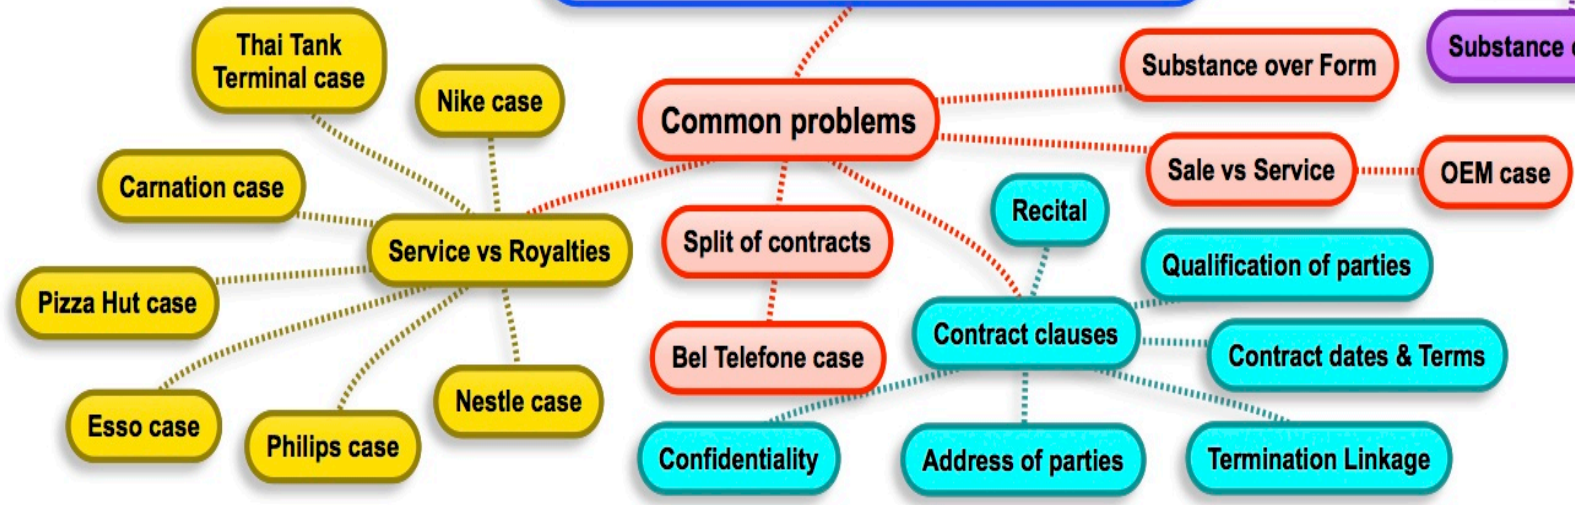 Thai Tank
Terminal case
Nike case
Carnation case
Service vs Royalties
Pizza Hut case
Esso case
Philips case
Nestle case
Common problems
Substance over Form
Substance
Sale vs Service
OEM case
Split of contracts
Bel Telefone case
Recital
Qualification of parties
Contract clauses
Contract dates & Terms
Confidentiality
Address of parties
Termination Linkage